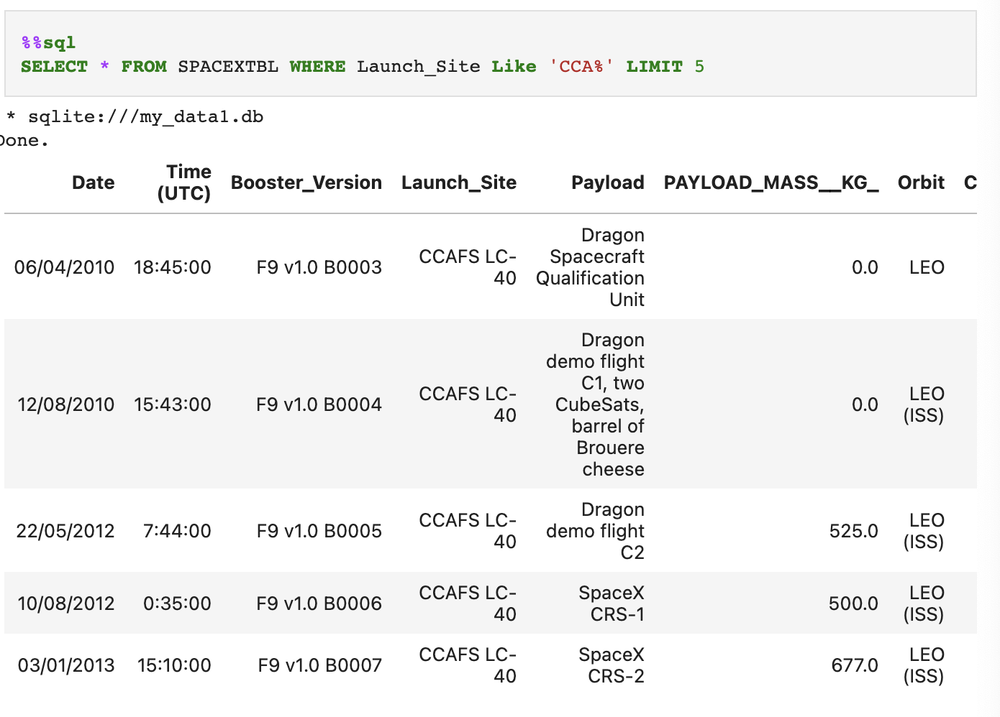 %%sql
SELECT * FROM SPACEXTBL WHERE Launch_Site Like 'CCA%' LIMIT 5
* sqlite:///my_data1.db
Done.
Date Time (UTC) Booster_Version Launch_Site Payload PAYLOAD_MASS__KG_ Orbit C
06/04/2010 18:45:00 F9 v1.0 B0003 CCAFS LC-40 Dragon Spacecraft Qualification Unit 0.0 LEO
12/08/2010 15:43:00 F9 v1.0 B0004 CCAFS LC-40 Dragon demo flight C1, two CubeSats, barrel of Brouere cheese 0.0 LEO (ISS)
22/05/2012 7:44:00 F9 v1.0 B0005 CCAFS LC-40 Dragon demo flight C2 525.0 LEO (ISS)
10/08/2012 0:35:00 F9 v1.0 B0006 CCAFS LC-40 SpaceX CRS-1 500.0 LEO (ISS)
03/01/2013 15:10:00 F9 v1.0 B0007 CCAFS LC-40 SpaceX CRS-2 677.0 LEO (ISS)